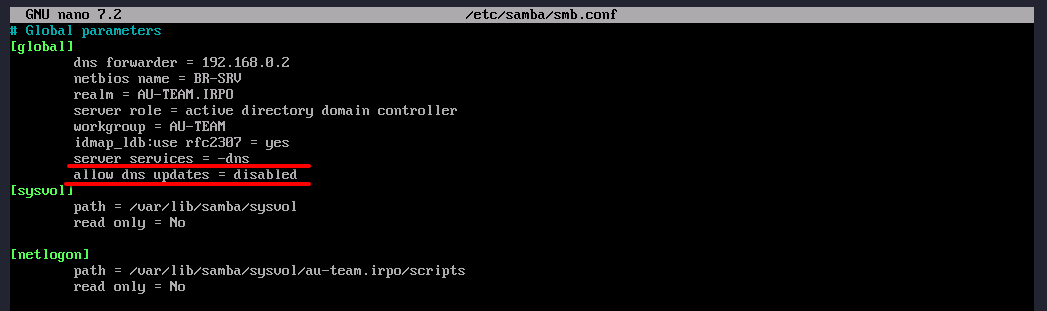 GNU nano 7.2 /etc/samba/smb.conf
# Global parameters
[global]
dns forwarder = 192.168.0.2
netbios name = BR-SRV
realm = AU-TEAM.IRPO
server role = active directory domain controller
workgroup = AU-TEAM
idmap_ldb:use rfc2307 = yes
server services = -dns
allow dns updates = disabled
[sysvol]
path = /var/lib/samba/sysvol
read only = No
[netlogon]
path = /var/lib/samba/sysvol/au-team.irpo/scripts
read only = No